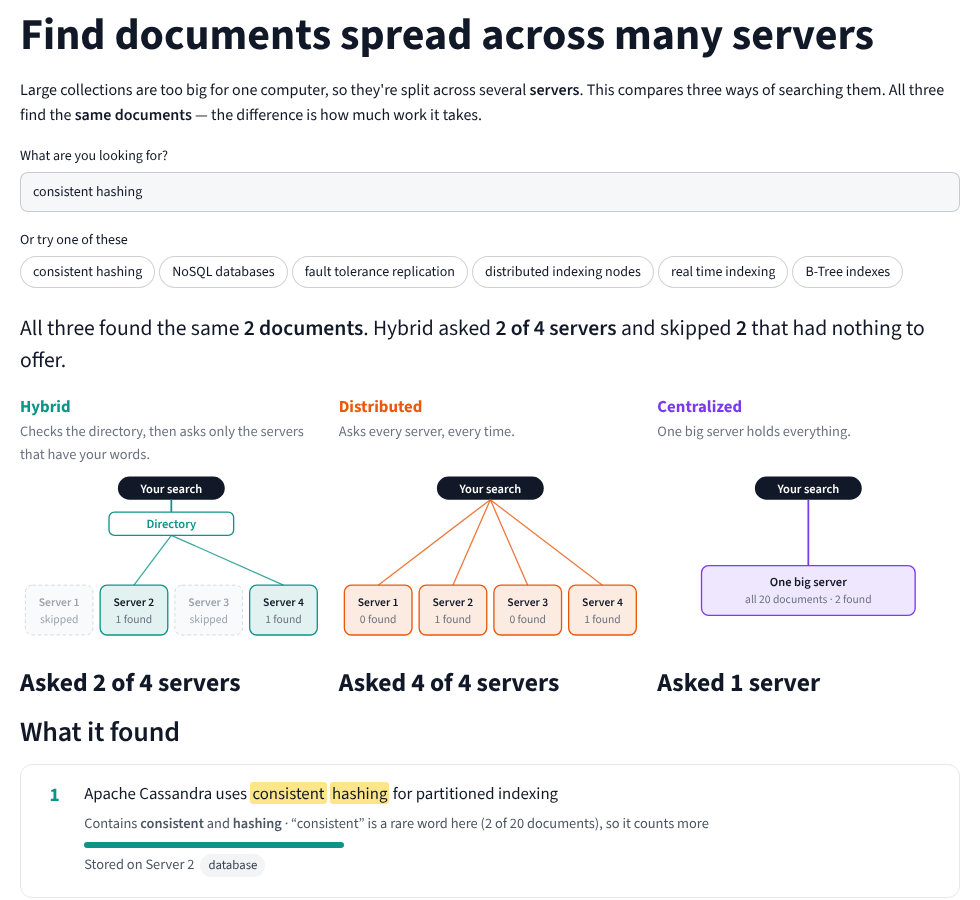 Find documents spread across many servers
Large collections are too big for one computer, so they're split across several servers. This compares three ways of searching them. All three
find the same documents — the difference is how much work it takes.
What are you looking for?
consistent hashing
Or try one of these
consistent hashing NoSQL databases fault tolerance replication distributed indexing nodes real time indexing B-Tree indexes
All three found the same 2 documents. Hybrid asked 2 of 4 servers and skipped 2 that had nothing to
offer.
Hybrid
Checks the directory, then asks only the servers
that have your words.
Your search
Directory
Server 1 Server 2 Server 3 Server 4
skipped 1 found skipped 1 found
Asked 2 of 4 servers
Distributed
Asks every server, every time.
Your search
Server 1 Server 2 Server 3 Server 4
0 found 1 found 0 found 1 found
Asked 4 of 4 servers
Centralized
One big server holds everything.
Your search
One big server
all 20 documents · 2 found
Asked 1 server
What it found
1 Apache Cassandra uses consistent hashing for partitioned indexing
Contains consistent and hashing · “consistent” is a rare word here (2 of 20 documents), so it counts more
Stored on Server 2 database